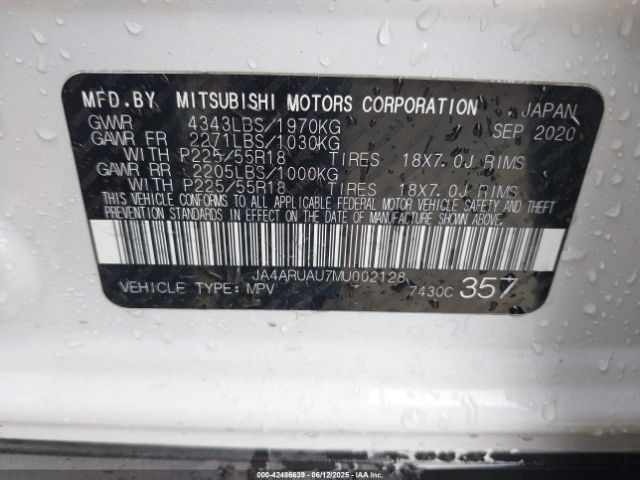 MFD.BY MITSUBISHI MOTORS CORPORATION JAPAN
GVWR 4343LBS/1970KG SEP 2020
GAWR FR 2271LBS/1030KG
WITH P225/55R18 TIRES 18X7.0J RIMS
GAWR RR 2205LBS/1000KG
WITH P225/55R18 TIRES 18X7.0J RIMS
THIS VEHICLE CONFORMS TO ALL APPLICABLE FEDERAL MOTOR VEHICLE SAFETY AND THEFT
PREVENTION STANDARDS IN EFFECT ON THE DATE OF MANUFACTURE SHOWN ABOVE.
JA4ARUAU7MU002128
VEHICLE TYPE: MPV 7430C 357
000-42486639 - 06/12/2025 - IAAI.com